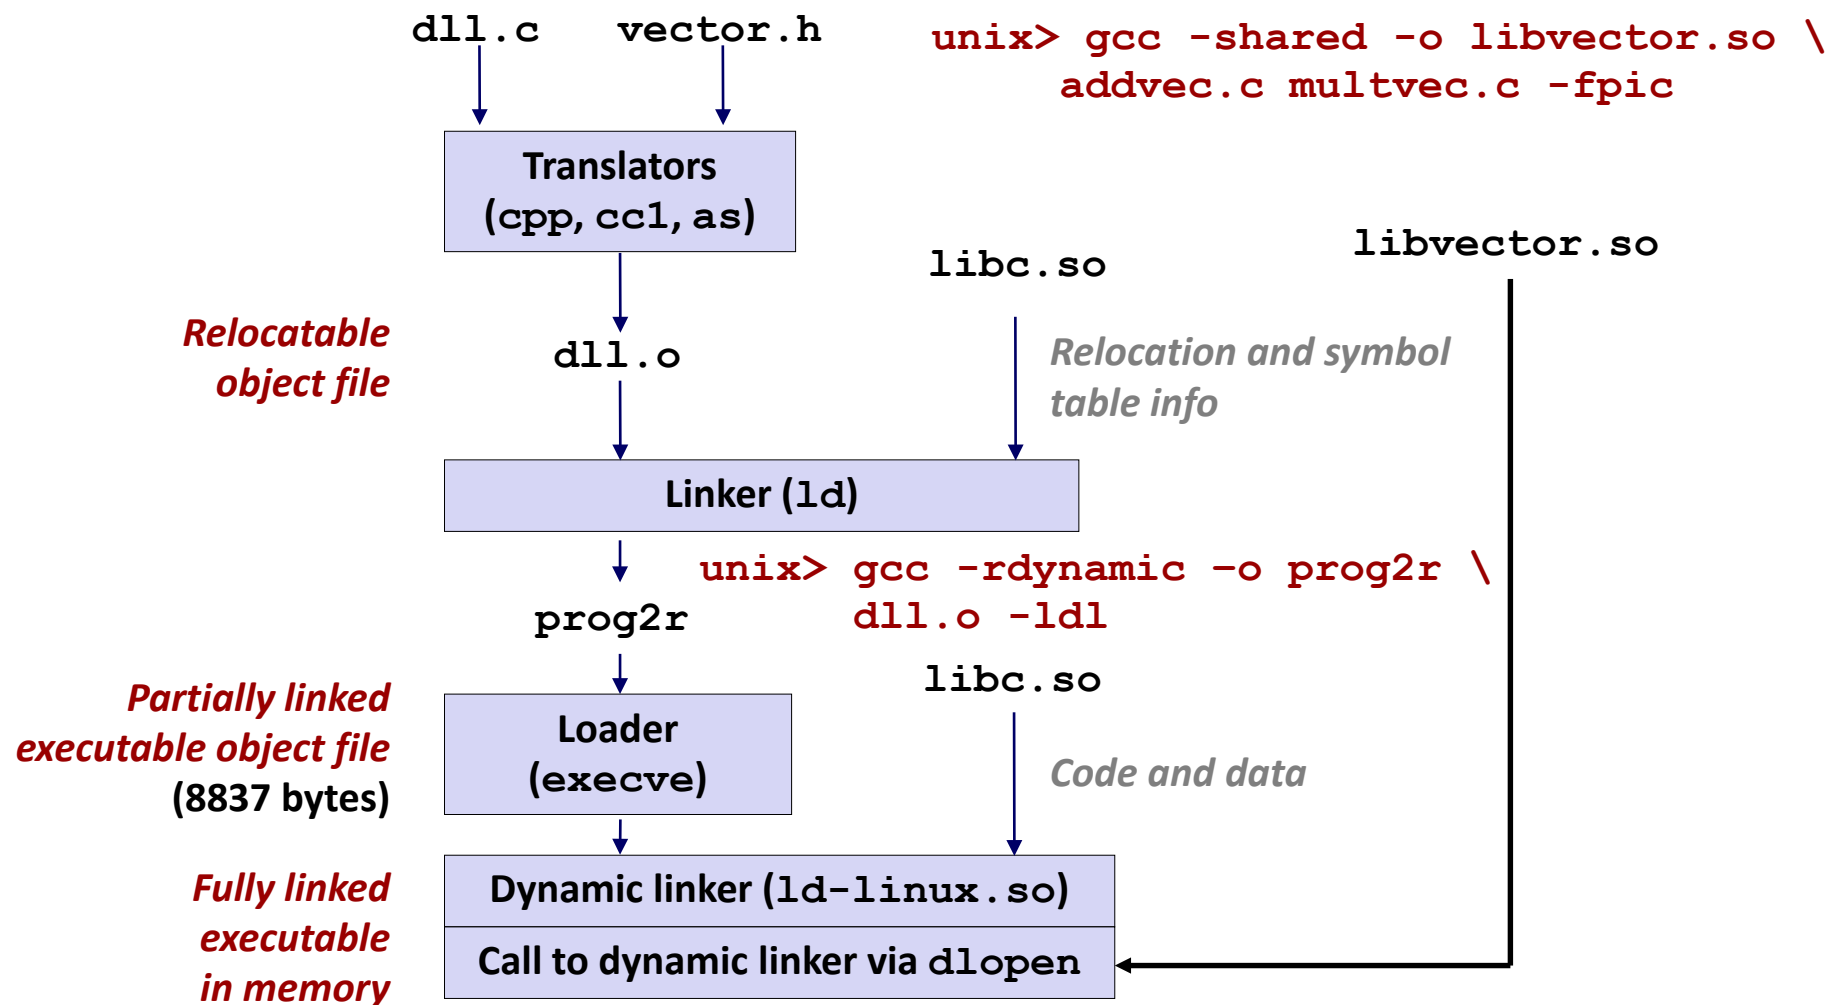 dll.c vector.h
unix> gcc -shared -o libvector.so \
addvec.c multvec.c -fpic
Translators
(cpp, cc1, as)
libc.so
libvector.so
Relocatable
object file
dll.o
Relocation and symbol
table info
Linker (ld)
unix> gcc -rdynamic –o prog2r \
dll.o -ldl
prog2r
libc.so
Partially linked
executable object file
(8837 bytes)
Loader
(execve)
Code and data
Fully linked
executable
in memory
Dynamic linker (ld-linux.so)
Call to dynamic linker via dlopen